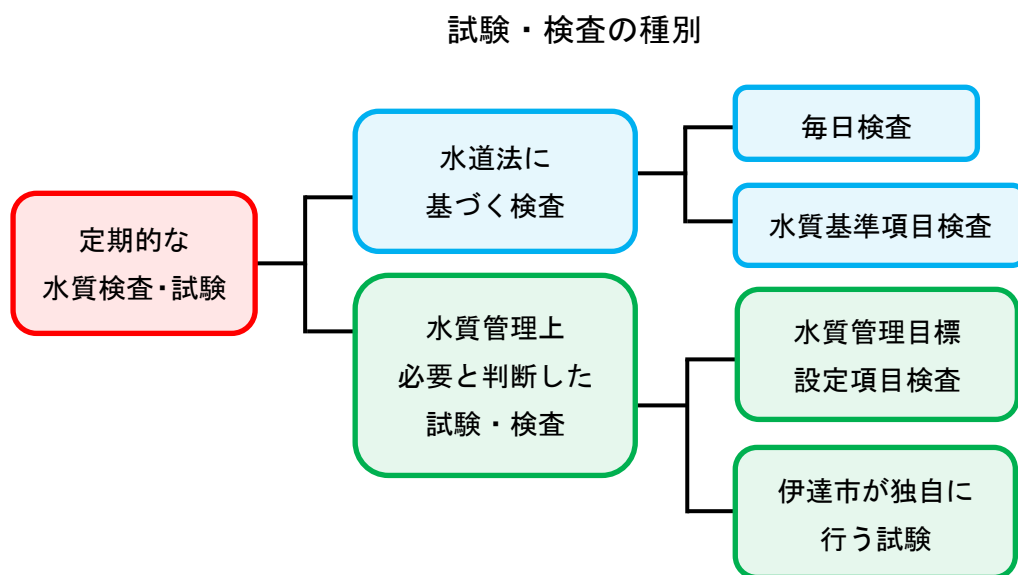 試験・検査の種別
定期的な
水質検査・試験
水道法に
基づく検査
毎日検査
水質基準項目検査
水質管理上
必要と判断した
試験・検査
水質管理目標
設定項目検査
伊達市が独自に
行う試験